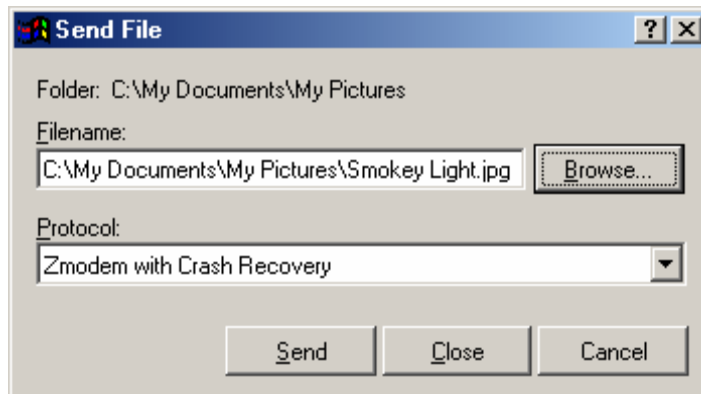 Send File
Folder: C:\My Documents\My Pictures
Filename:
C:\My Documents\My Pictures\Smokey Light.jpg
Browse...
Protocol:
Zmodem with Crash Recovery
Send Close Cancel